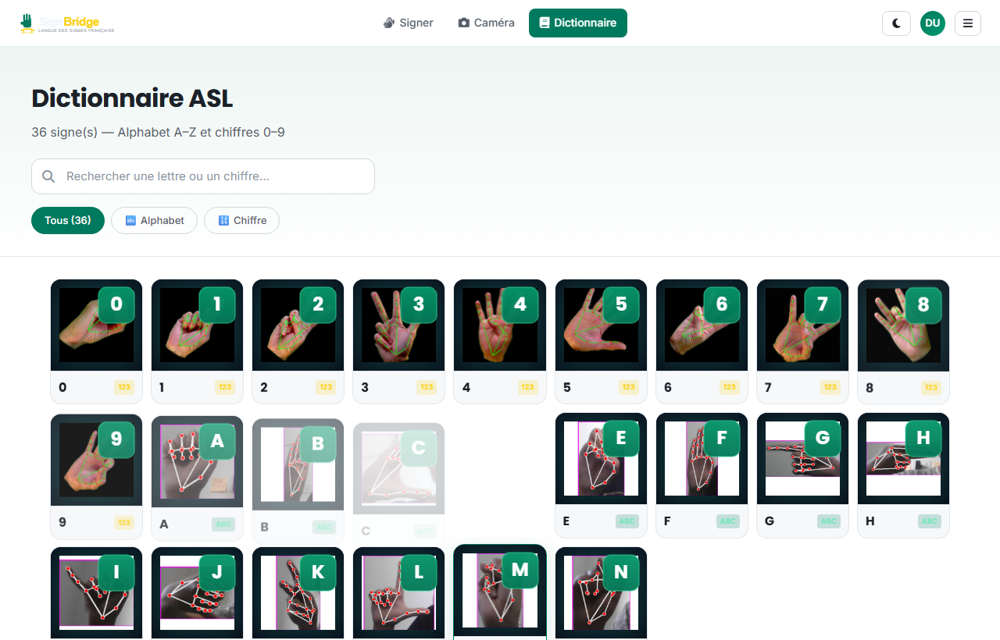 SignBridge
LANGUE DES SIGNES FRANÇAISE
Signer
Caméra
Dictionnaire
DU
Dictionnaire ASL
36 signe(s) — Alphabet A–Z et chiffres 0–9
Rechercher une lettre ou un chiffre...
Tous (36)
Alphabet
Chiffre
0 1 2 3 4 5 6 7 8
0 123 1 123 2 123 3 123 4 123 5 123 6 123 7 123 8 123
9 A B C E F G H
9 123 A ABC B ABC C E ABC F ABC G ABC H ABC
I J K L M N